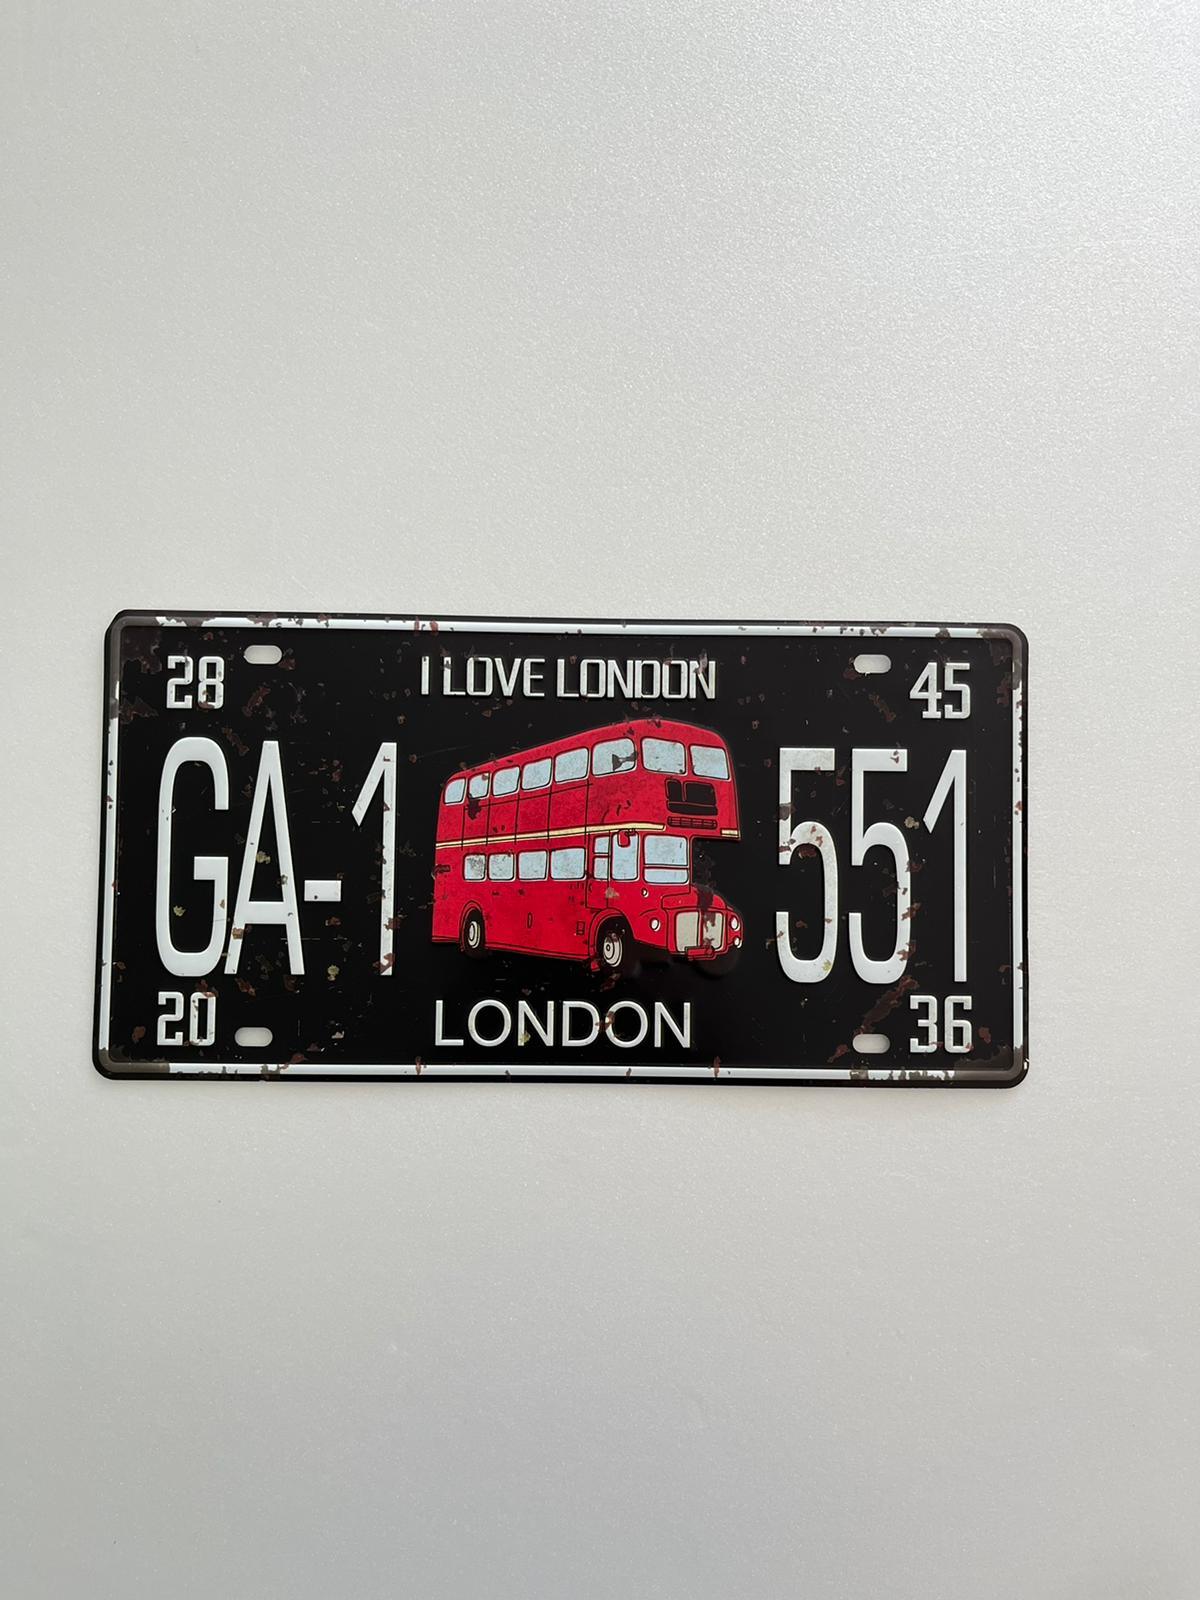 28 I LOVE LONDON 45
GA-1 551
20 LONDON 36